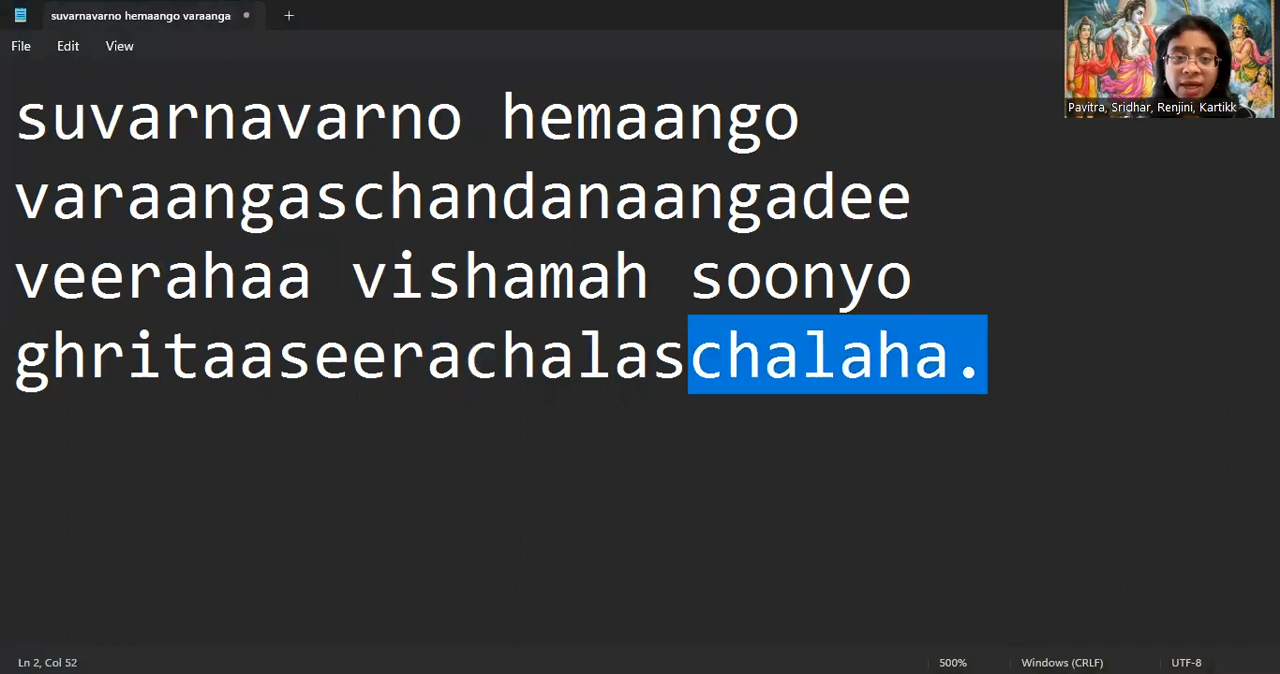 suvarnavarno hemaango varaanga
File Edit View
Pavitra, Sridhar, Renjini, Kartikk
suvarnavarno hemaango
varaangaschandanaangadee
veerahaa vishamah soonyo
ghritaaseerachalaschalaha.
Ln 2, Col 52 500% Windows (CRLF) UTF-8